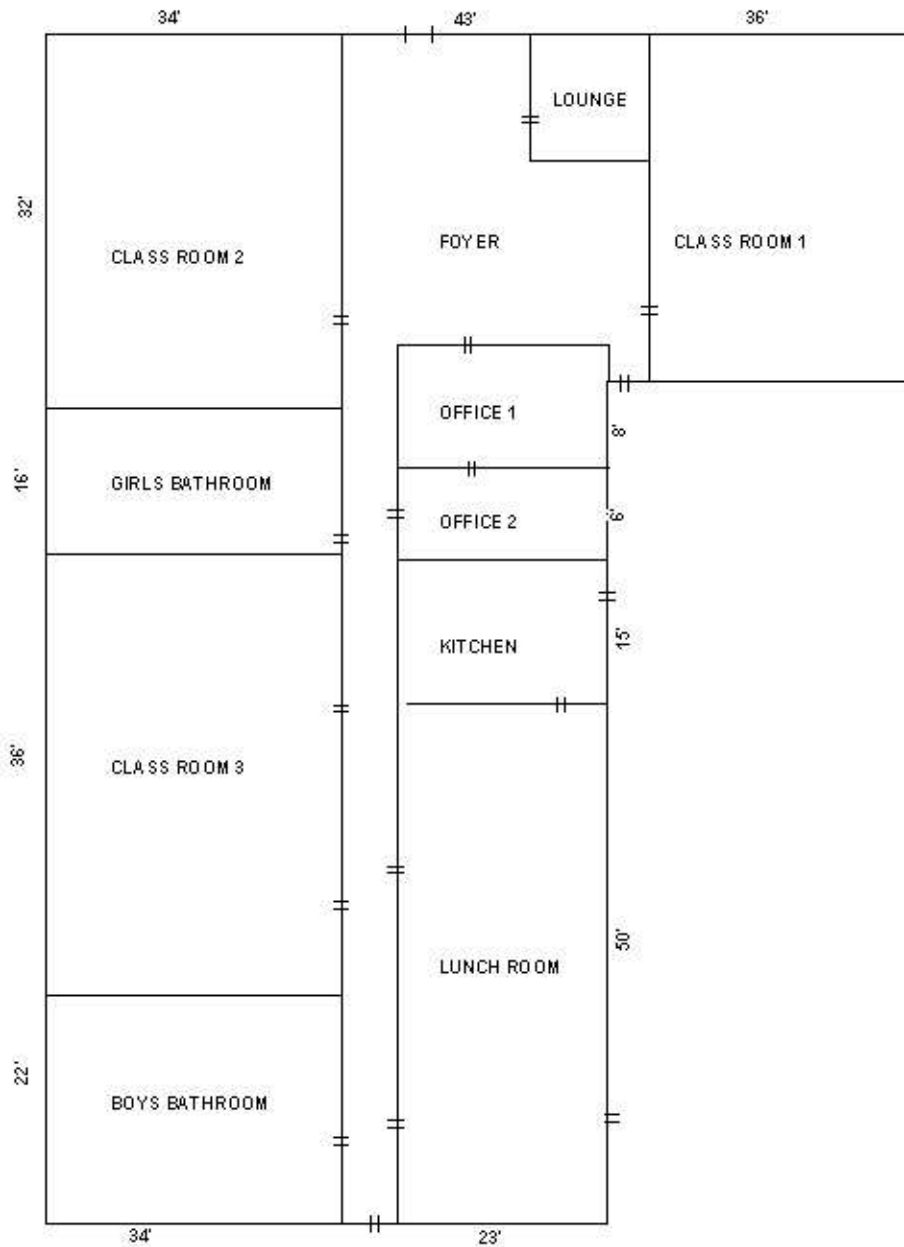 34'
43'
36'
LOUNGE
32'
CLASS ROOM 2
FOYER
CLASS ROOM 1
OFFICE 1
8'
16'
GIRLS BATHROOM
OFFICE 2
6'
KITCHEN
15'
36'
CLASS ROOM 3
LUNCH ROOM
50'
22'
BOYS BATHROOM
34'
23'